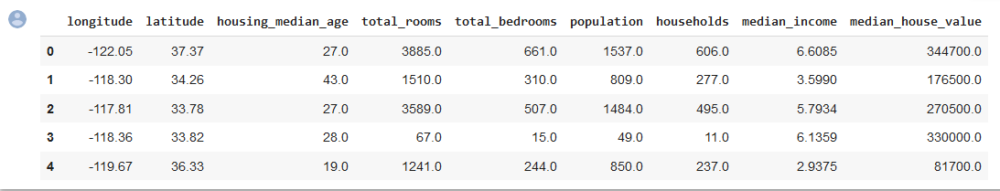 longitude latitude housing_median_age total_rooms total_bedrooms population households median_income median_house_value
0 -122.05 37.37 27.0 3885.0 661.0 1537.0 606.0 6.6085 344700.0
1 -118.30 34.26 43.0 1510.0 310.0 809.0 277.0 3.5990 176500.0
2 -117.81 33.78 27.0 3589.0 507.0 1484.0 495.0 5.7934 270500.0
3 -118.36 33.82 28.0 67.0 15.0 49.0 11.0 6.1359 330000.0
4 -119.67 36.33 19.0 1241.0 244.0 850.0 237.0 2.9375 81700.0